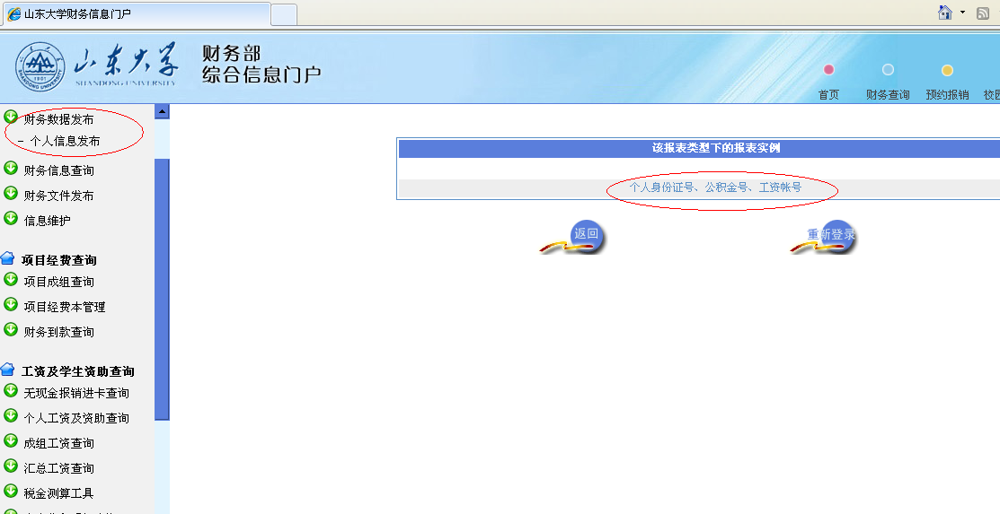 山东大学财务信息门户
山东大学
SHANDONG UNIVERSITY
财务部
综合信息门户
首页 财务查询 预约报销
财务数据发布
- 个人信息发布
财务信息查询
财务文件发布
信息维护
项目经费查询
项目成组查询
项目经费本管理
财务到款查询
工资及学生资助查询
无现金报销进卡查询
个人工资及资助查询
成组工资查询
汇总工资查询
税金测算工具
该报表类型下的报表实例
个人身份证号、公积金号、工资帐号
返回
重新登录